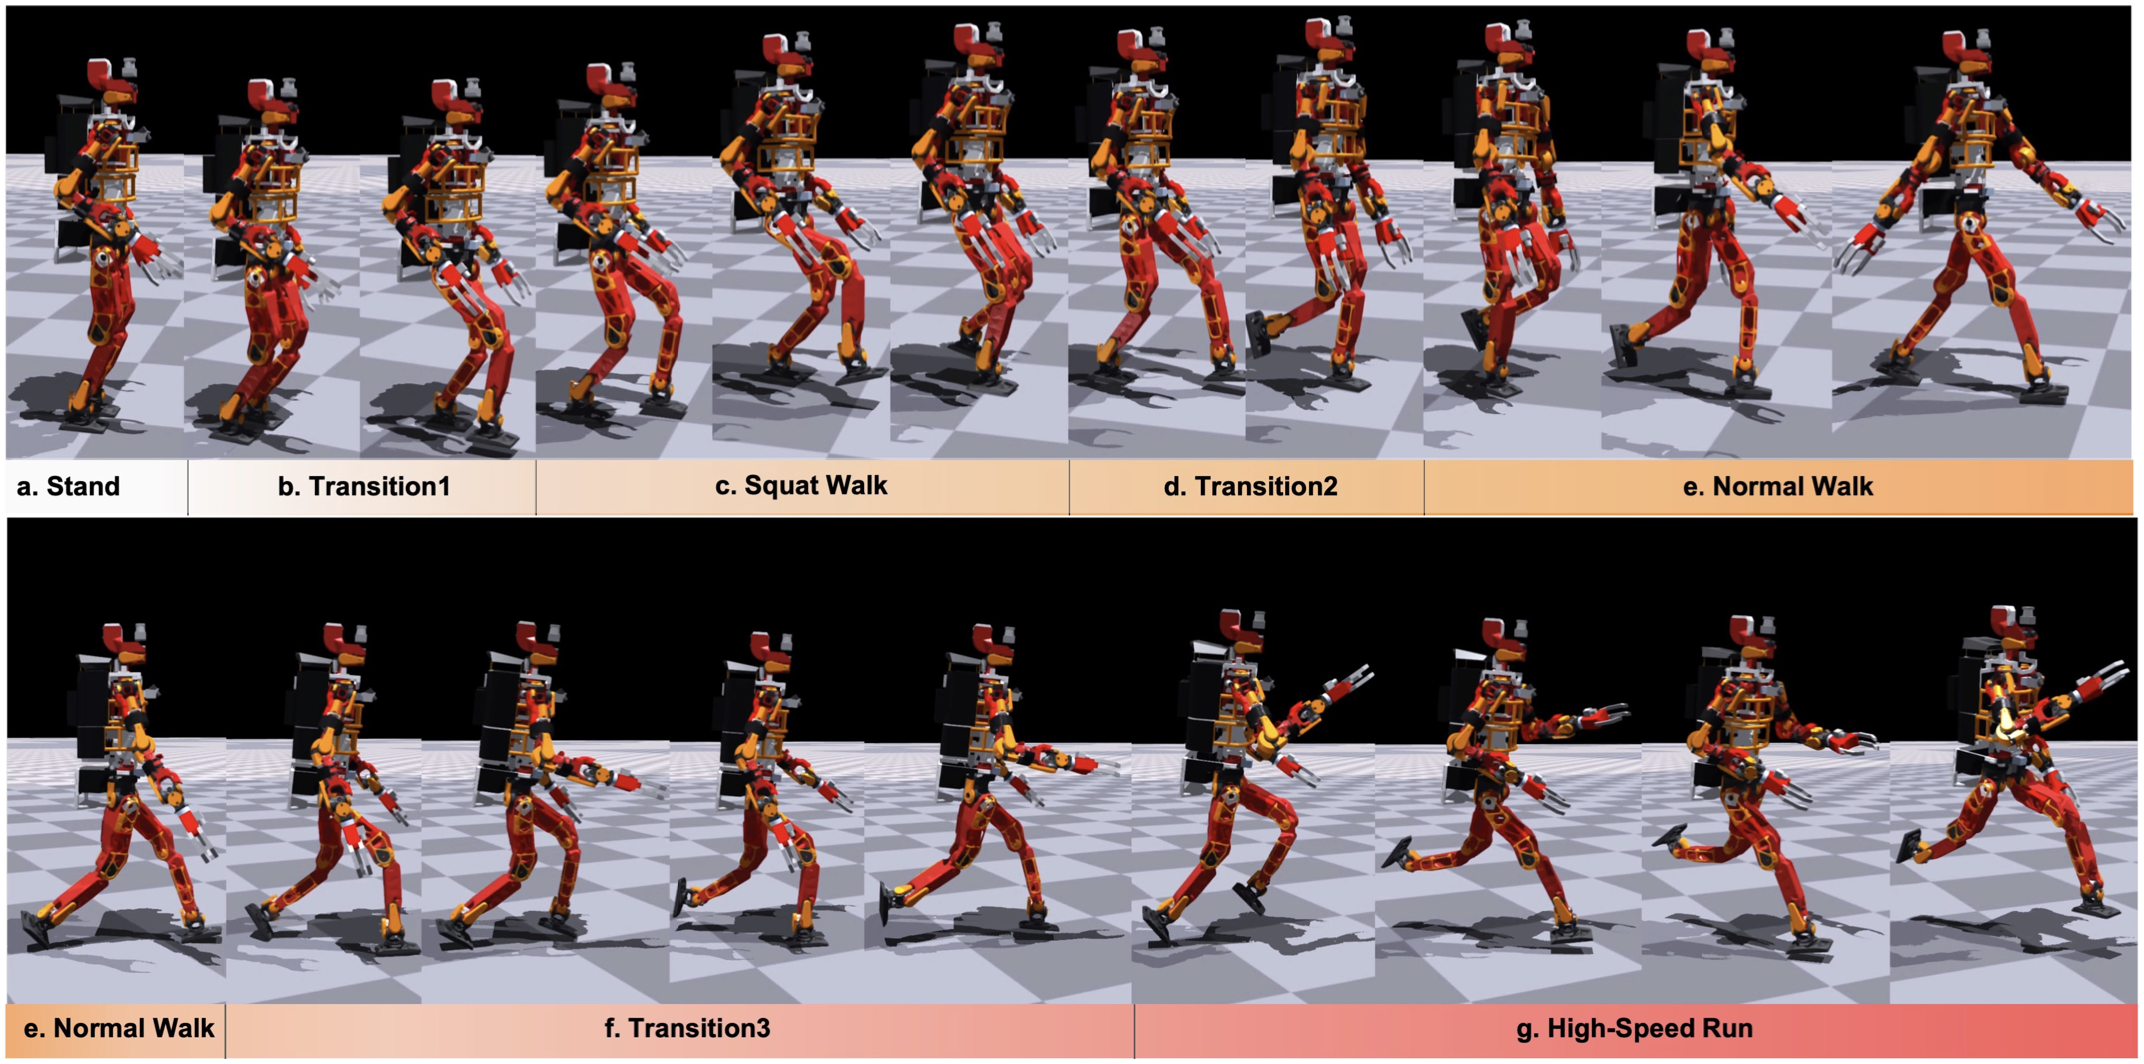 a. Stand
b. Transition1
c. Squat Walk
d. Transition2
e. Normal Walk
e. Normal Walk
f. Transition3
g. High-Speed Run